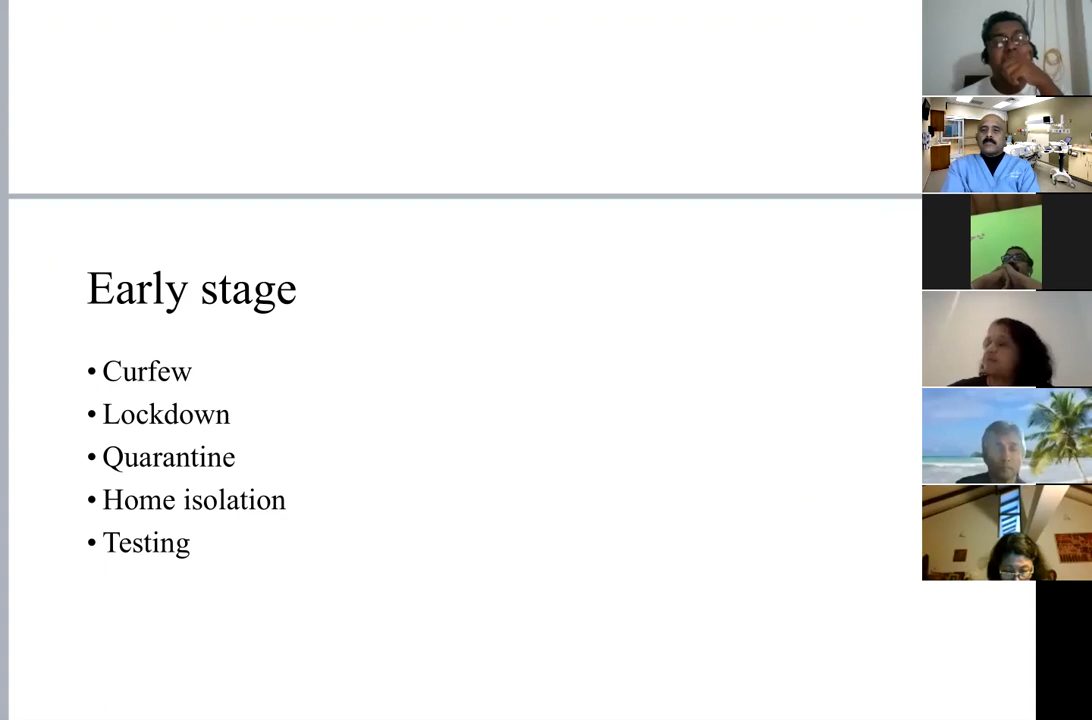 Early stage
• Curfew
• Lockdown
• Quarantine
• Home isolation
• Testing